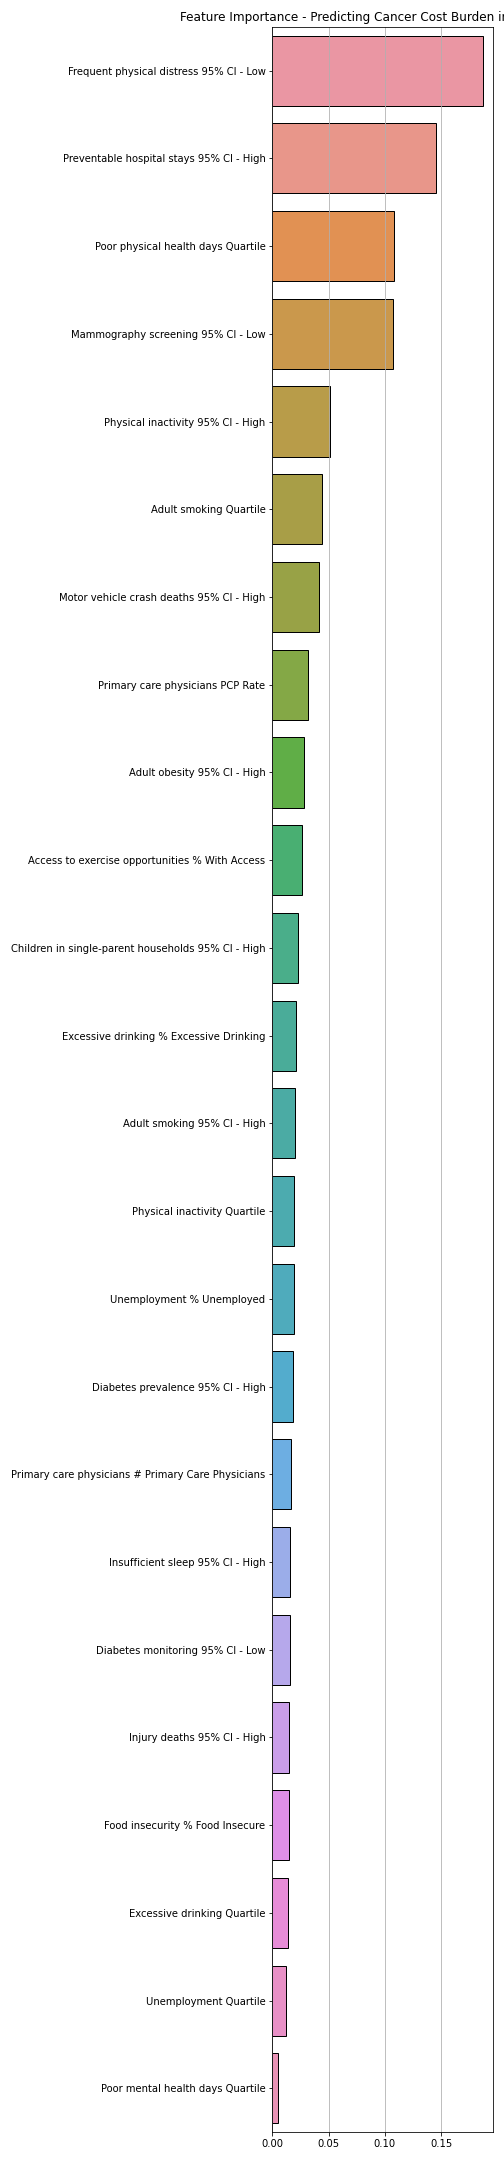 Feature Importance - Predicting Cancer Cost Burden in
Frequent physical distress 95% CI - Low
Preventable hospital stays 95% CI - High
Poor physical health days Quartile
Mammography screening 95% CI - Low
Physical inactivity 95% CI - High
Adult smoking Quartile
Motor vehicle crash deaths 95% CI - High
Primary care physicians PCP Rate
Adult obesity 95% CI - High
Access to exercise opportunities % With Access
Children in single-parent households 95% CI - High
Excessive drinking % Excessive Drinking
Adult smoking 95% CI - High
Physical inactivity Quartile
Unemployment % Unemployed
Diabetes prevalence 95% CI - High
Primary care physicians # Primary Care Physicians
Insufficient sleep 95% CI - High
Diabetes monitoring 95% CI - Low
Injury deaths 95% CI - High
Food insecurity % Food Insecure
Excessive drinking Quartile
Unemployment Quartile
Poor mental health days Quartile
0.00 0.05 0.10 0.15